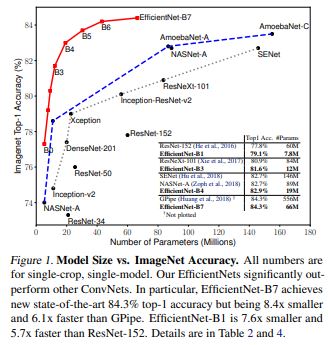 84
82
80
78
76
74
Imagenet Top-1 Accuracy (%)
EfficientNet-B7
B6
B5
B4
B3
B0
AmoebaNet-A
AmoebaNet-C
NASNet-A
SENet
ResNeXt-101
Inception-ResNet-v2
Xception
ResNet-152
DenseNet-201
ResNet-50
Inception-v2
NASNet-A
ResNet-34
Top1 Acc. #Params
ResNet-152 (He et al., 2016) 77.8% 60M
EfficientNet-B1 79.1% 7.8M
ResNeXt-101 (Xie et al., 2017) 80.9% 84M
EfficientNet-B3 81.6% 12M
SENet (Hu et al., 2018) 82.7% 146M
NASNet-A (Zoph et al., 2018) 82.7% 89M
EfficientNet-B4 82.9% 19M
GPipe (Huang et al., 2018) † 84.3% 556M
EfficientNet-B7 84.3% 66M
†Not plotted
0 20 40 60 80 100 120 140 160 180
Number of Parameters (Millions)
Figure 1. Model Size vs. ImageNet Accuracy. All numbers are
for single-crop, single-model. Our EfficientNets significantly out-
perform other ConvNets. In particular, EfficientNet-B7 achieves
new state-of-the-art 84.3% top-1 accuracy but being 8.4x smaller
and 6.1x faster than GPipe. EfficientNet-B1 is 7.6x smaller and
5.7x faster than ResNet-152. Details are in Table 2 and 4.